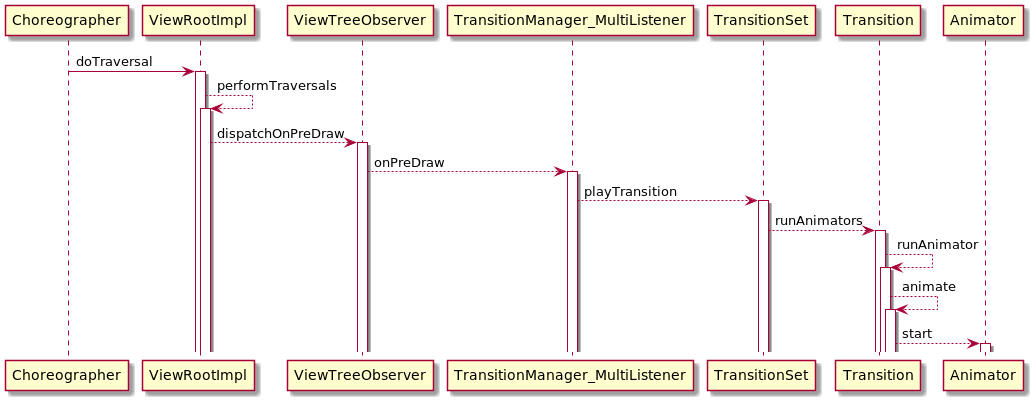 Choreographer ViewRootImpl ViewTreeObserver TransitionManager_MultiListener TransitionSet Transition Animator
doTraversal
performTraversals
dispatchOnPreDraw
onPreDraw
playTransition
runAnimators
runAnimator
animate
start
Choreographer ViewRootImpl ViewTreeObserver TransitionManager_MultiListener TransitionSet Transition Animator